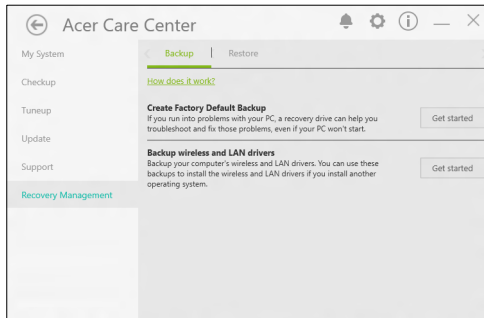 Acer Care Center
My System
Checkup
Tuneup
Update
Support
Recovery Management
Backup
Restore
How does it work?
Create Factory Default Backup
If you run into problems with your PC, a recovery drive can help you
troubleshoot and fix those problems, even if your PC won't start.
Get started
Backup wireless and LAN drivers
Backup your computer's wireless and LAN drivers. You can use these
backups to install the wireless and LAN drivers if you install another
operating system.
Get started